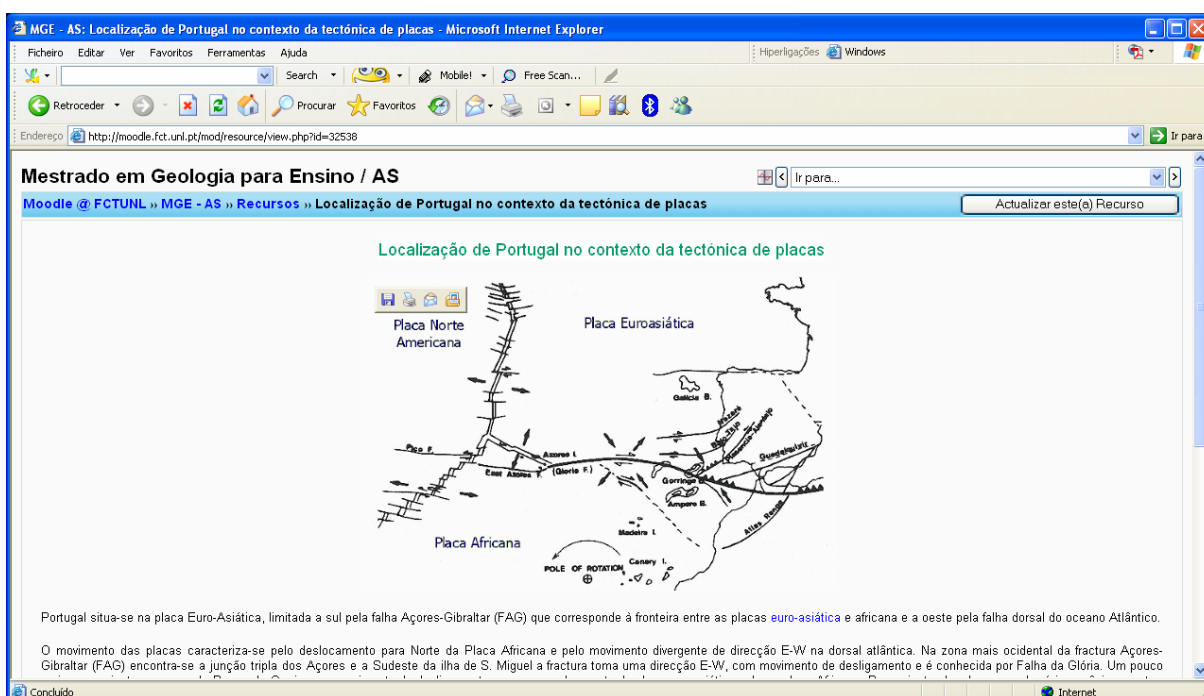 MGE - AS: Localização de Portugal no contexto da tectónica de placas - Microsoft Internet Explorer
Ficheiro Editar Ver Favoritos Ferramentas Ajuda Hiperligações Windows
Search Mobile! Free Scan...
Retroceder Procurar Favoritos
Endereço http://moodle.fct.unl.pt/mod/resource/view.php?id=32538 Ir para
Mestrado em Geologia para Ensino / AS Ir para...
Moodle @ FCTUNL » MGE - AS » Recursos » Localização de Portugal no contexto da tectónica de placas Actualizar este(a) Recurso
Localização de Portugal no contexto da tectónica de placas
Placa Norte
Americana
Placa Euroasiática
Galicia B.
Nazaré
Guadalquivir
Pico F.
Azores I.
East Azores F.
(Gloria F.)
Gorringe B.
Ampere B.
Atlas Range
Madeira I.
Placa Africana
Canary I.
POLE OF ROTATION
Portugal situa-se na placa Euro-Asiática, limitada a sul pela falha Açores-Gibraltar (FAG) que corresponde à fronteira entre as placas euro-asiática e africana e a oeste pela falha dorsal do oceano Atlântico.
O movimento das placas caracteriza-se pelo deslocamento para Norte da Placa Africana e pelo movimento divergente de direcção E-W na dorsal atlântica. Na zona mais ocidental da fractura Açores-
Gibraltar (FAG) encontra-se a junção tripla dos Açores e a Sudeste da ilha de S. Miguel a fractura toma uma direcção E-W, com movimento de desligamento e é conhecida por Falha da Glória. Um pouco
Concluído Internet